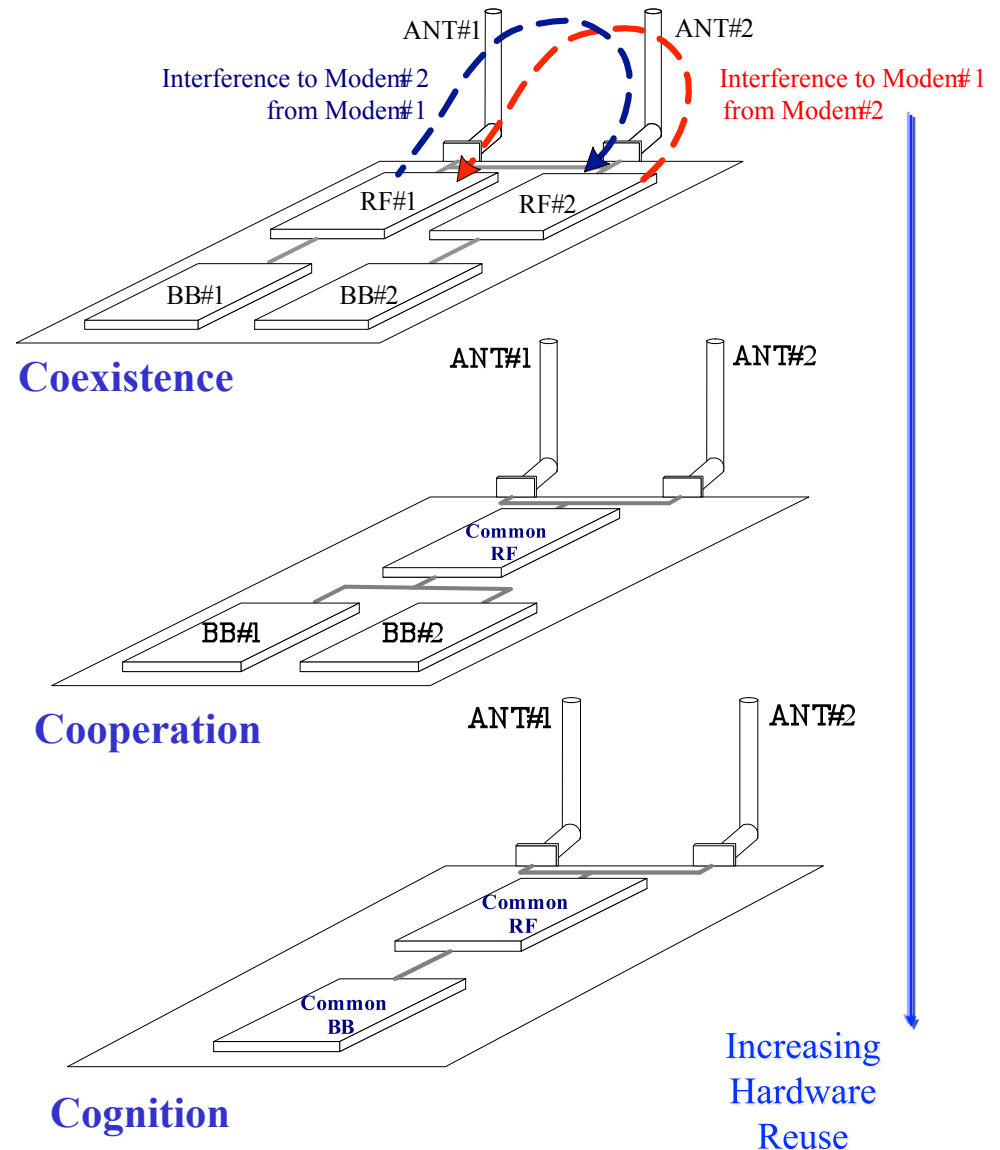 ANT#1
ANT#2
Interference to Modem#2
from Modem#1
Interference to Modem#1
from Modem#2
RF#1
RF#2
BB#1
BB#2
Coexistence
ANT#1
ANT#2
Common
RF
BB#1
BB#2
Cooperation
ANT#1
ANT#2
Common
RF
Common
BB
Cognition
Increasing
Hardware
Reuse